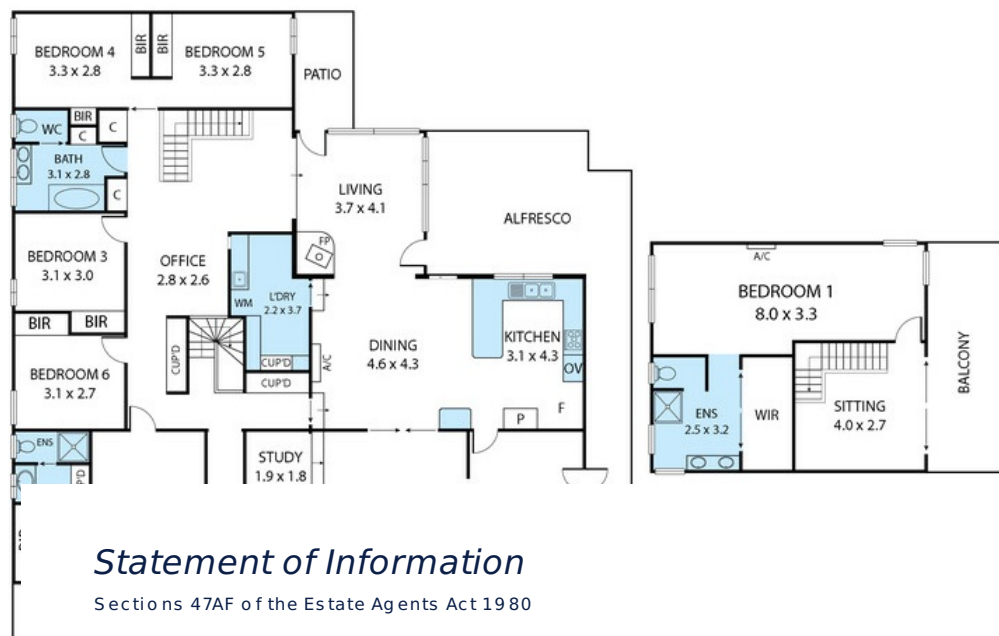 BEDROOM 4
3.3 x 2.8
BIR
BIR
BEDROOM 5
3.3 x 2.8
PATIO
WC
BIR
C
C
BATH
3.1 x 2.8
C
LIVING
3.7 x 4.1
ALFRESCO
FP
BEDROOM 3
3.1 x 3.0
OFFICE
2.8 x 2.6
WM
L'DRY
2.2 x 3.7
BIR
BIR
CUP'D
CUP'D
CUP'D
A/C
DINING
4.6 x 4.3
KITCHEN
3.1 x 4.3
OV
P
F
BEDROOM 6
3.1 x 2.7
ENS
STUDY
1.9 x 1.8
A/C
BEDROOM 1
8.0 x 3.3
BALCONY
ENS
2.5 x 3.2
WIR
SITTING
4.0 x 2.7
Statement of Information
Sections 47AF of the Estate Agents Act 1980